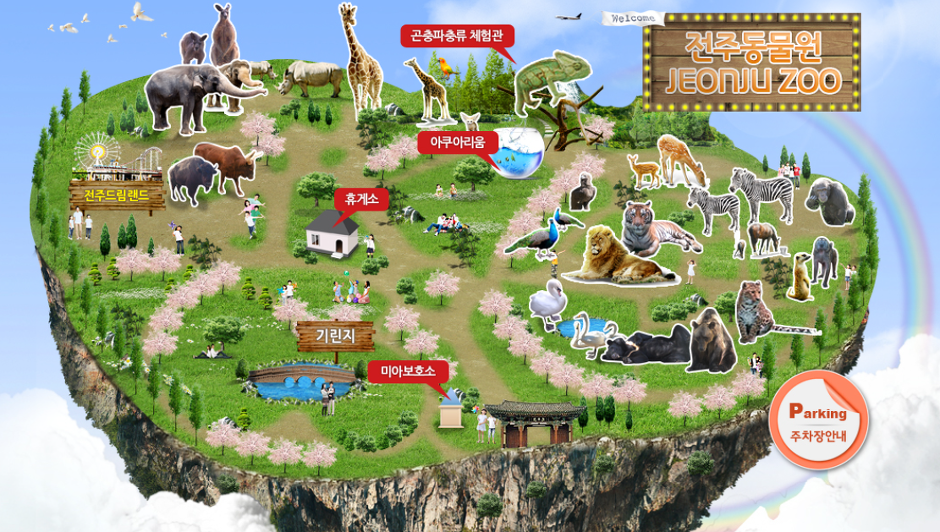 Welcome
전주동물원
JEONJU ZOO
곤충파충류 체험관
아쿠아리움
전주드림랜드
휴게소
기린지
미아보호소
Parking
주차장안내